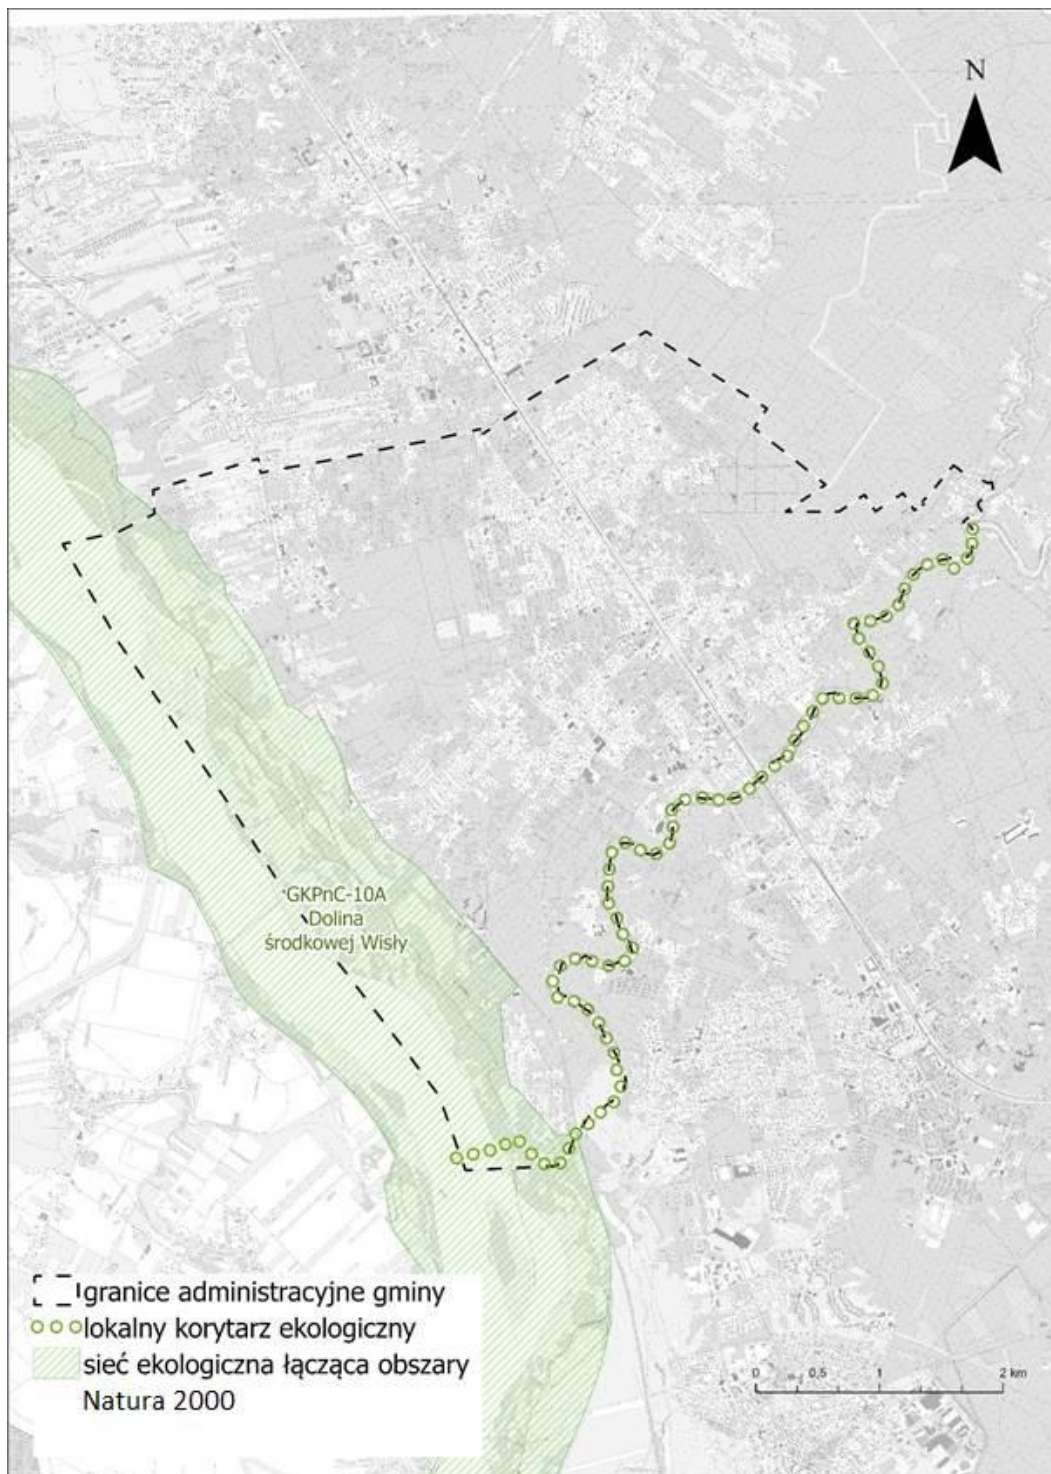 N
GKPnC-10A
Dolina
środkowej Wisły
granice administracyjne gminy
lokalny korytarz ekologiczny
sieć ekologiczna łącząca obszary
Natura 2000
0 0,5 1 2 km